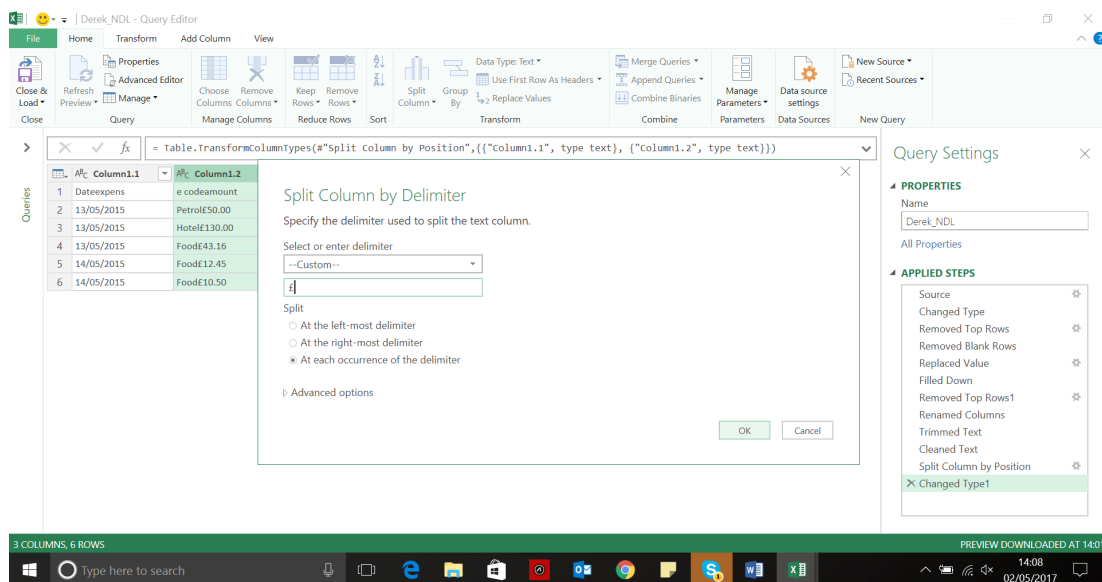 Derek_NDL - Query Editor
File Home Transform Add Column View
Close & Load
Refresh Preview
Properties
Advanced Editor
Manage
Choose Columns
Remove Columns
Keep Rows
Remove Rows
Split Column
Group By
Data Type: Text
Use First Row As Headers
Replace Values
Merge Queries
Append Queries
Combine Binaries
Manage Parameters
Data source settings
New Source
Recent Sources
Close Query Manage Columns Reduce Rows Sort Transform Combine Parameters Data Sources New Query
fx = Table.TransformColumnTypes(#"Split Column by Position",{{"Column1.1", type text}, {"Column1.2", type text}})
Queries
ABC Column1.1 ABC Column1.2
1 Dateexpens e codeamount
2 13/05/2015 Petrol£50.00
3 13/05/2015 Hotel£130.00
4 13/05/2015 Food£43.16
5 14/05/2015 Food£12.45
6 14/05/2015 Food£10.50
Split Column by Delimiter
Specify the delimiter used to split the text column.
Select or enter delimiter
--Custom--
£
Split
At the left-most delimiter
At the right-most delimiter
At each occurrence of the delimiter
Advanced options
OK Cancel
Query Settings
PROPERTIES
Name
Derek_NDL
All Properties
APPLIED STEPS
Source
Changed Type
Removed Top Rows
Removed Blank Rows
Replaced Value
Filled Down
Removed Top Rows1
Renamed Columns
Trimmed Text
Cleaned Text
Split Column by Position
Changed Type1
3 COLUMNS, 6 ROWS PREVIEW DOWNLOADED AT 14:0
Type here to search
14:08
02/05/2017